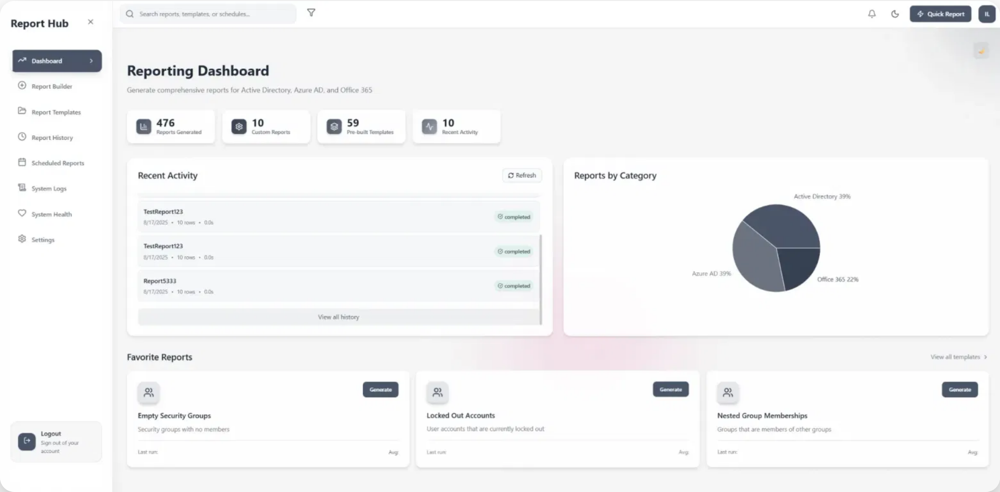 Report Hub
Search reports, templates, or schedules...
Quick Report
IL
Dashboard
Report Builder
Report Templates
Report History
Scheduled Reports
System Logs
System Health
Settings
Logout
Sign out of your
account
Reporting Dashboard
Generate comprehensive reports for Active Directory, Azure AD, and Office 365
476
Reports Generated
10
Custom Reports
59
Pre-built Templates
10
Recent Activity
Recent Activity
Refresh
TestReport123
8/17/2025 • 10 rows • 0.0s
completed
TestReport123
8/17/2025 • 10 rows • 0.0s
completed
Report5333
8/17/2025 • 10 rows • 0.0s
completed
View all history
Reports by Category
Active Directory 39%
Azure AD 39%
Office 365 22%
Favorite Reports
View all templates
Generate
Empty Security Groups
Security groups with no members
Last run: Avg:
Generate
Locked Out Accounts
User accounts that are currently locked out
Last run: Avg:
Generate
Nested Group Memberships
Groups that are members of other groups
Last run: Avg: